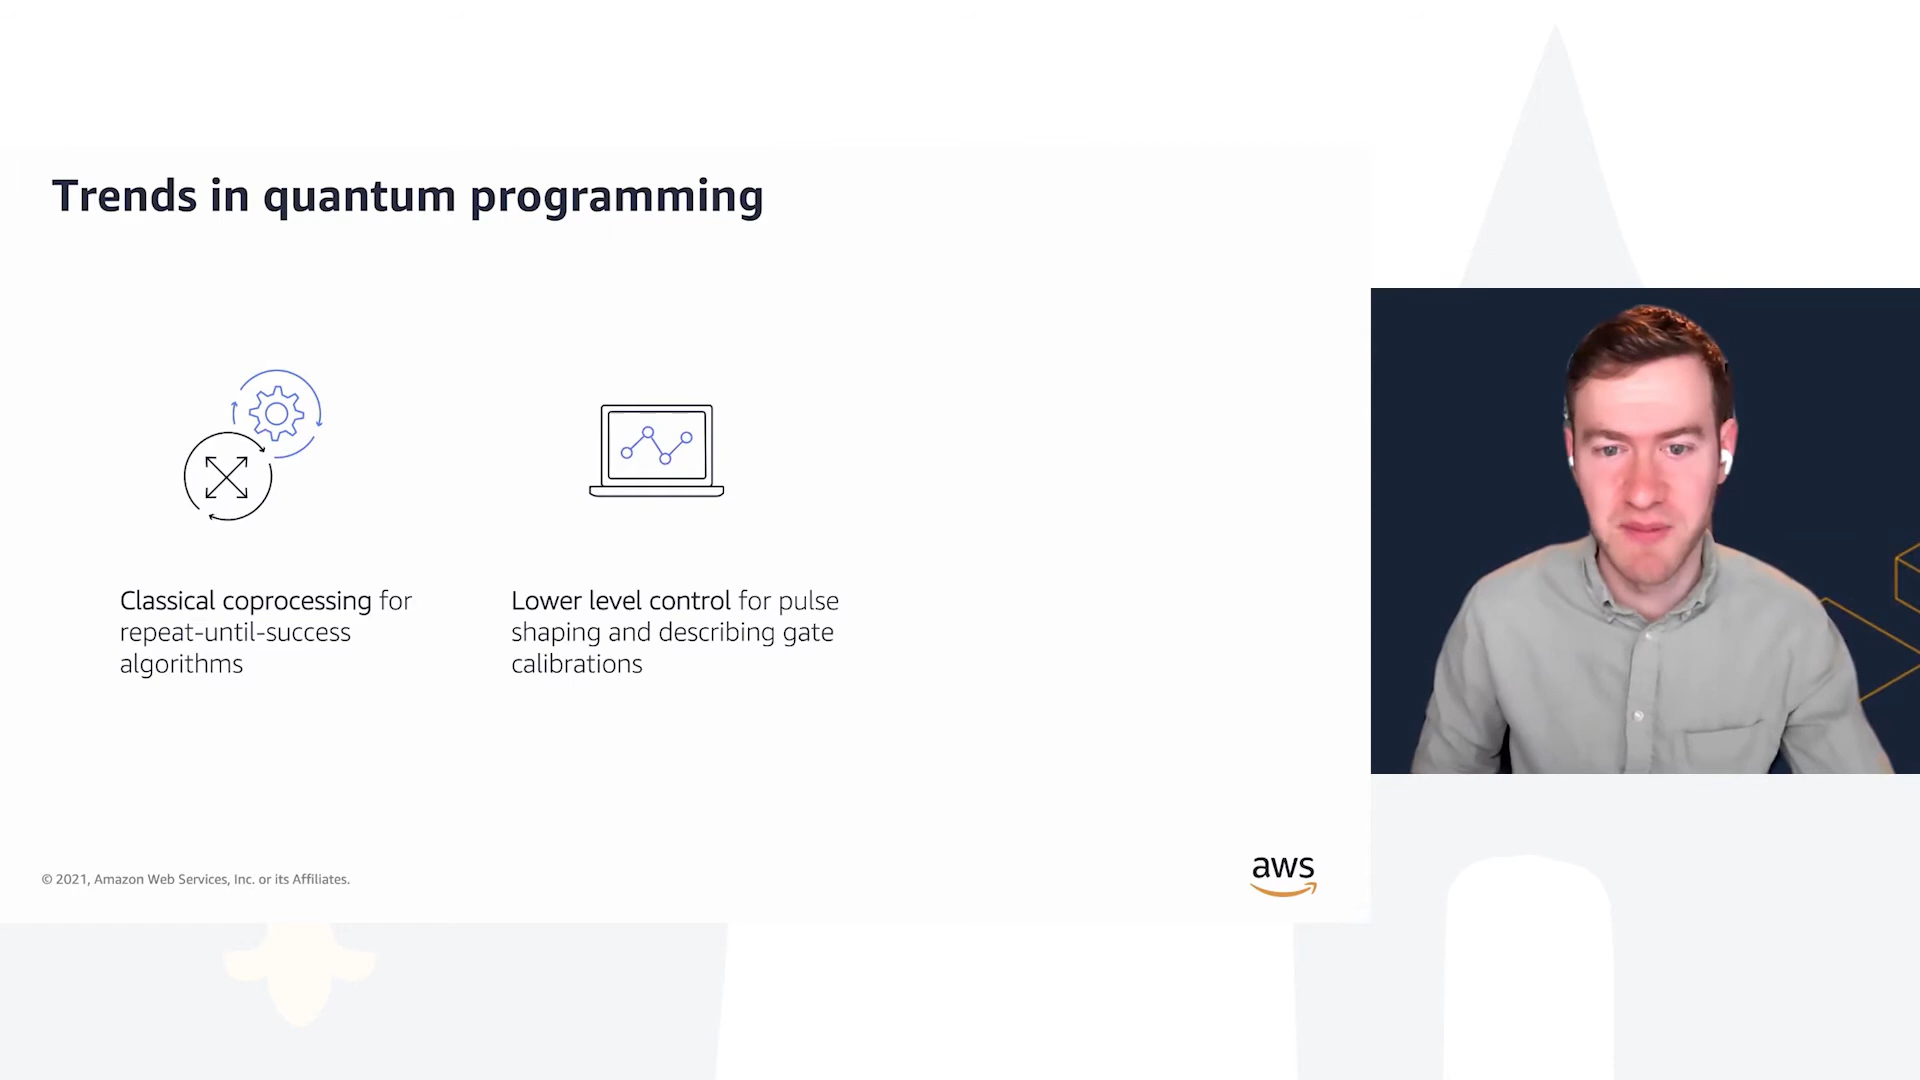 Trends in quantum programming
Classical coprocessing for
repeat-until-success
algorithms
Lower level control for pulse
shaping and describing gate
calibrations
© 2021, Amazon Web Services, Inc. or its Affiliates.
aws